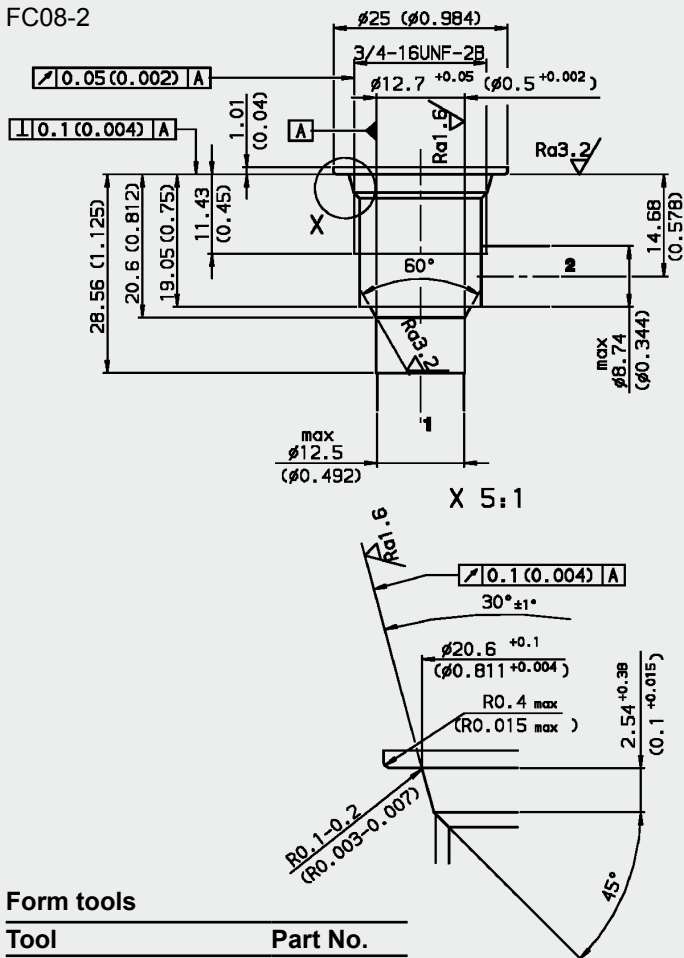 FC08-2
ø25 (ø0.984)
3/4-16UNF-2B
ø12.7 +0.05 (ø0.5 +0.002)
↗ 0.05(0.002) A
⊥ 0.1(0.004) A
A
1.01
(0.04)
Ra1.6
Ra3.2
X
28.56 (1.125)
20.6 (0.812)
19.05 (0.75)
11.43
(0.45)
60°
2
14.68
(0.578)
max
ø8.74
(ø0.344)
Ra3.2
1
max
ø12.5
(ø0.492)
X 5:1
Ra1.6
↗ 0.1(0.004) A
30°±1°
ø20.6 +0.1
(ø0.811+0.004)
R0.4 max
(R0.015 max )
2.54+0.38
(0.1 +0.015)
R0.1-0.2
(R0.003-0.007)
45°
Form tools
Tool Part No.